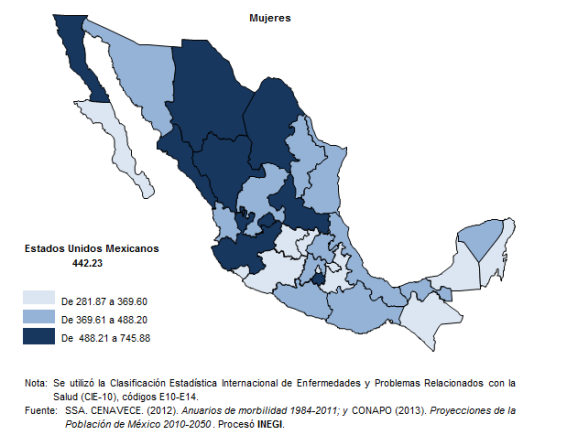 Mujeres
Estados Unidos Mexicanos
442.23
De 281.87 a 369.60
De 369.61 a 488.20
De 488.21 a 745.88
Nota: Se utilizó la Clasificación Estadística Internacional de Enfermedades y Problemas Relacionados con la
Salud (CIE-10), códigos E10-E14.
Fuente: SSA. CENAVECE. (2012). Anuarios de morbilidad 1984-2011; y CONAPO (2013). Proyecciones de la
Población de México 2010-2050. Procesó INEGI.